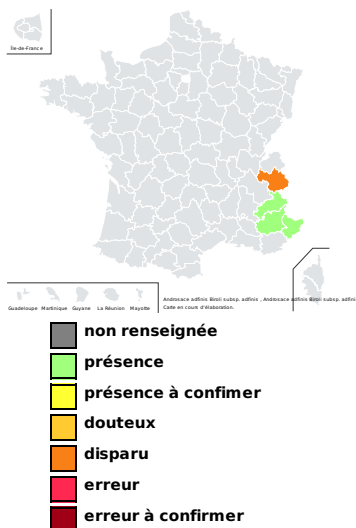 Île-de-France
Guadeloupe Martinique Guyane La Réunion Mayotte
Androsace adfinis Biroli subsp. adfinis , Androsace adfinis Biroli subsp. adfini
Carte en cours d'élaboration.
non renseignée
présence
présence à confimer
douteux
disparu
erreur
erreur à confirmer